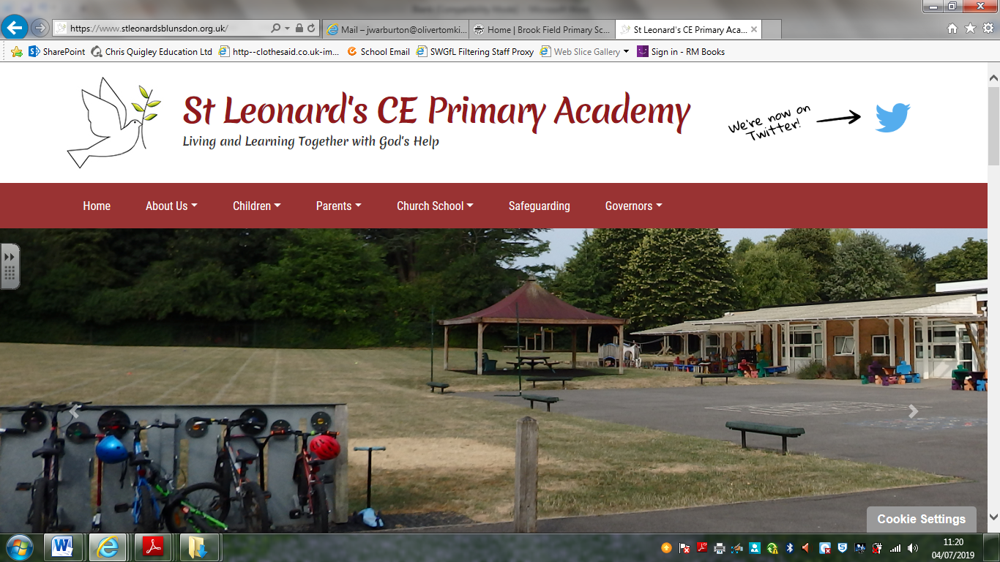 https://www.stleonardsblunsdon.org.uk/
Mail – jwarburton@olivertomki...
Home | Brook Field Primary Sc...
St Leonard's CE Primary Aca...
SharePoint
Chris Quigley Education Ltd
http--clothesaid.co.uk-im...
School Email
SWGfL Filtering Staff Proxy
Web Slice Gallery
Sign in - RM Books
St Leonard's CE Primary Academy
Living and Learning Together with God's Help
We're now on
Twitter!
Home
About Us
Children
Parents
Church School
Safeguarding
Governors
Cookie Settings
11:20
04/07/2019